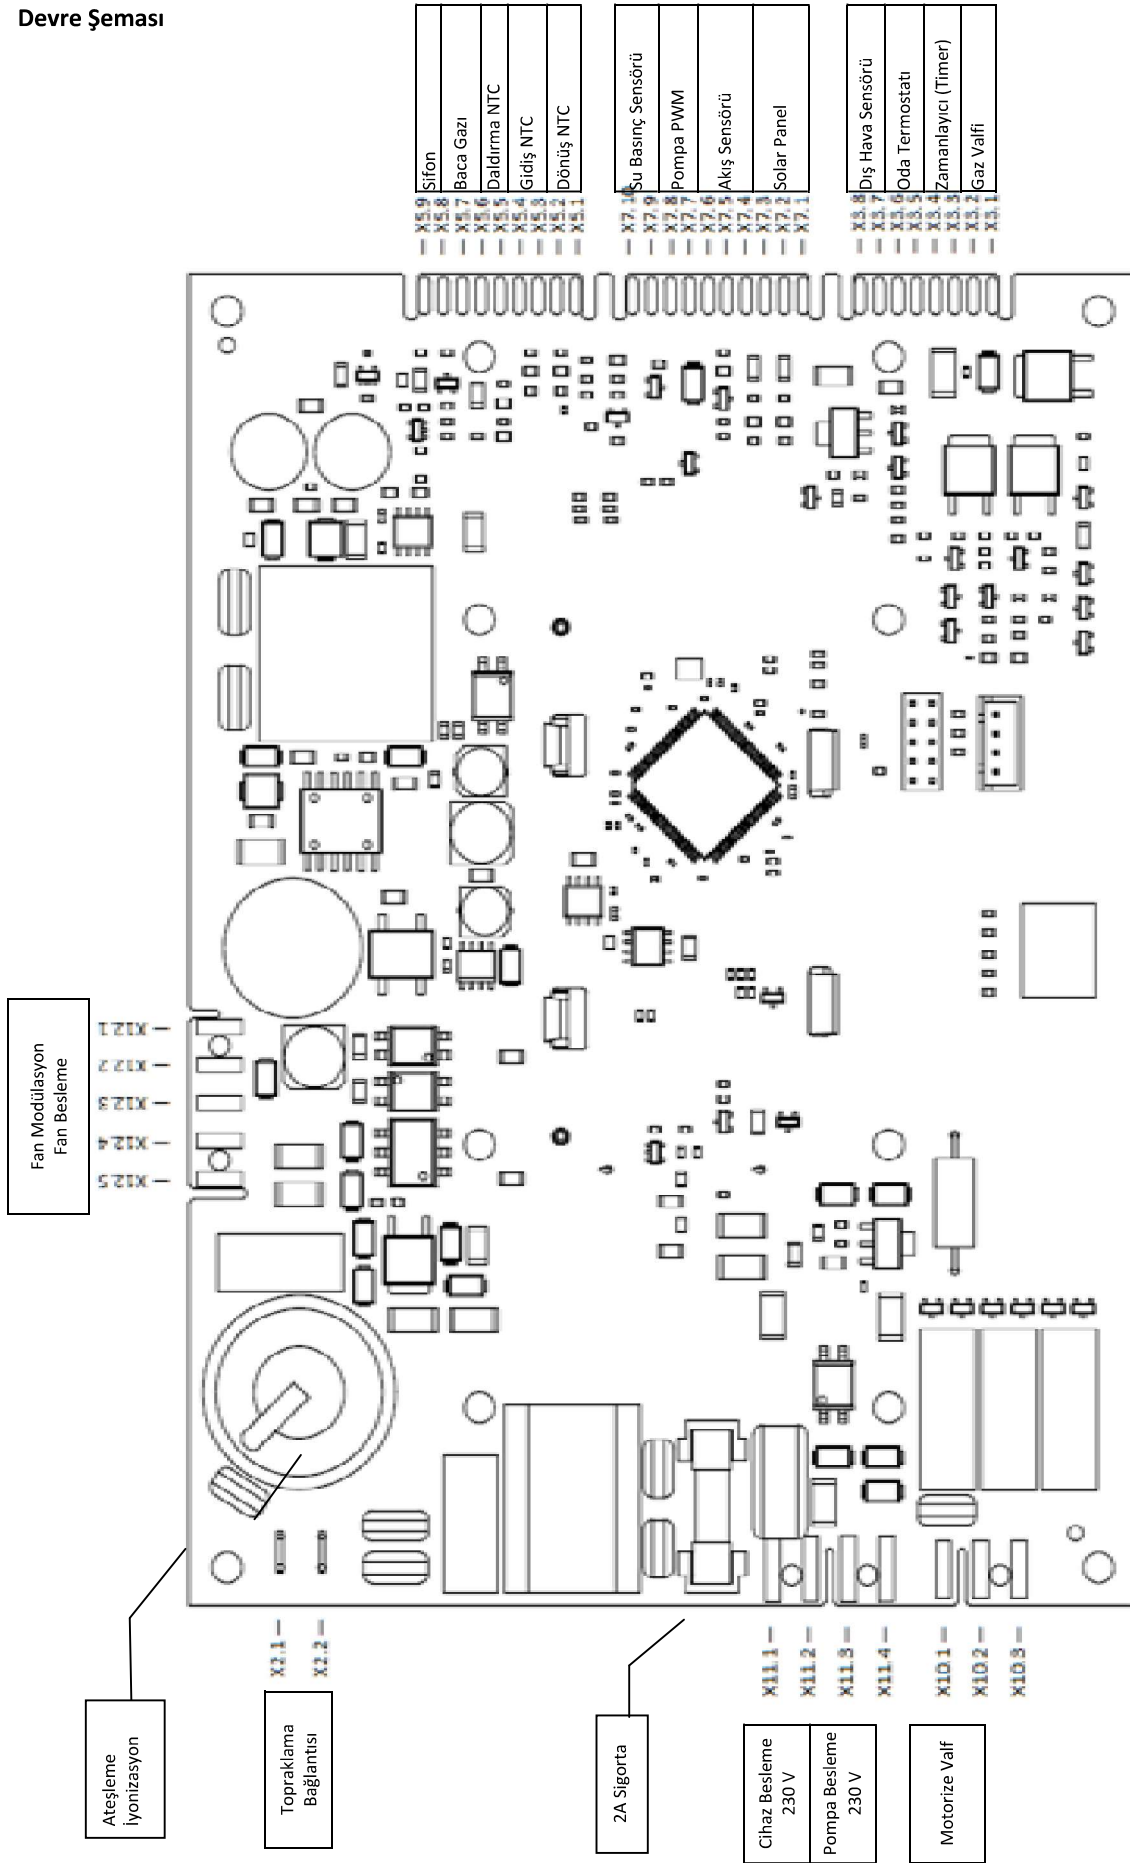 Devre Şeması
Sifon
Baca Gazı
Daldırma NTC
Gidiş NTC
Dönüş NTC
Su Basınç Sensörü
Pompa PWM
Akış Sensörü
Solar Panel
Dış Hava Sensörü
Oda Termostatı
Zamanlayıcı (Timer)
Gaz Valfi
X5.9
X5.8
X5.7
X5.6
X5.5
X5.4
X5.3
X5.2
X5.1
X7.10
X7.9
X7.8
X7.7
X7.6
X7.5
X7.4
X7.3
X7.2
X7.1
X3.8
X3.7
X3.6
X3.5
X3.4
X3.3
X3.2
X3.1
Fan Modülasyon
Fan Besleme
X12.1
X12.2
X12.3
X12.4
X12.5
X2.1
X2.2
X11.1
X11.2
X11.3
X11.4
X10.1
X10.2
X10.3
Ateşleme
İyonizasyon
Topraklama
Bağlantısı
2A Sigorta
Cihaz Besleme
230 V
Pompa Besleme
230 V
Motorize Valf